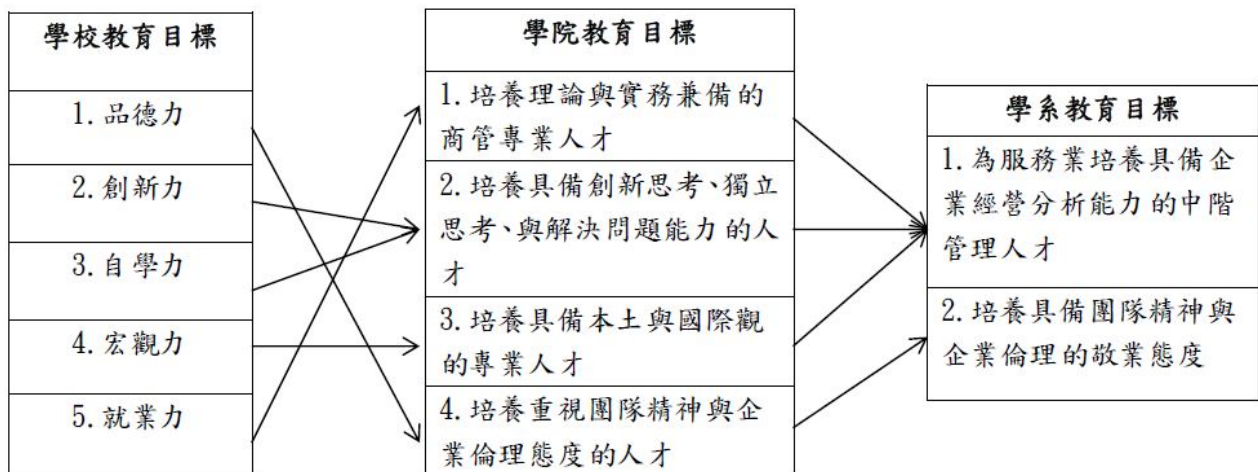 學校教育目標
1.品德力
2.創新力
3.自學力
4.宏觀力
5.就業力
學院教育目標
1.培養理論與實務兼備的
商管專業人才
2.培養具備創新思考、獨立
思考、與解決問題能力的人
才
3.培養具備本土與國際觀
的專業人才
4.培養重視團隊精神與企
業倫理態度的人才
學系教育目標
1.為服務業培養具備企
業經營分析能力的中階
管理人才
2.培養具備團隊精神與
企業倫理的敬業態度